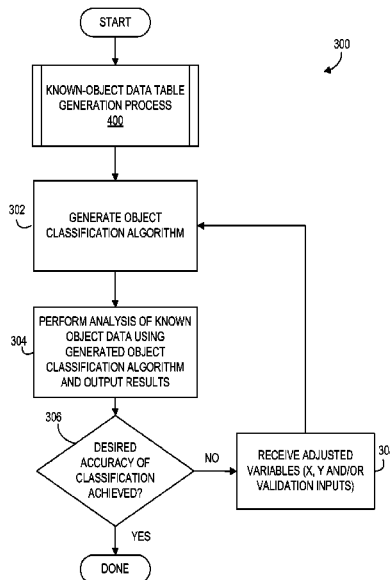 START
300
KNOWN-OBJECT DATA TABLE
GENERATION PROCESS
400
302
GENERATE OBJECT
CLASSIFICATION ALGORITHM
304
PERFORM ANALYSIS OF KNOWN
OBJECT DATA USING
GENERATED OBJECT
CLASSIFICATION ALGORITHM
AND OUTPUT RESULTS
306
DESIRED
ACCURACY OF
CLASSIFICATION
ACHIEVED?
NO
RECEIVE ADJUSTED
VARIABLES (X, Y AND/OR
VALIDATION INPUTS)
YES
DONE